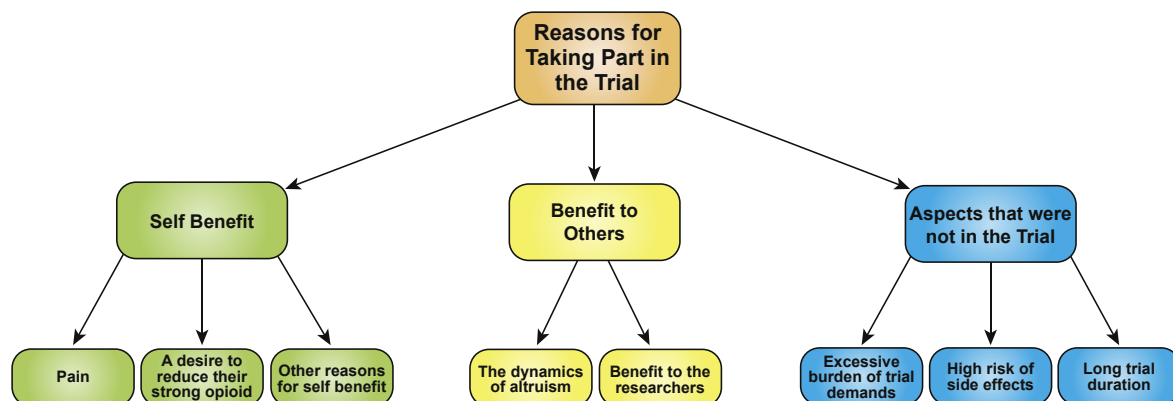 Reasons for
Taking Part in
the Trial
Self Benefit
Benefit to
Others
Aspects that were
not in the Trial
Pain
A desire to
reduce their
strong opioid
Other reasons
for self benefit
The dynamics
of altruism
Benefit to the
researchers
Excessive
burden of trial
demands
High risk of
side effects
Long trial
duration